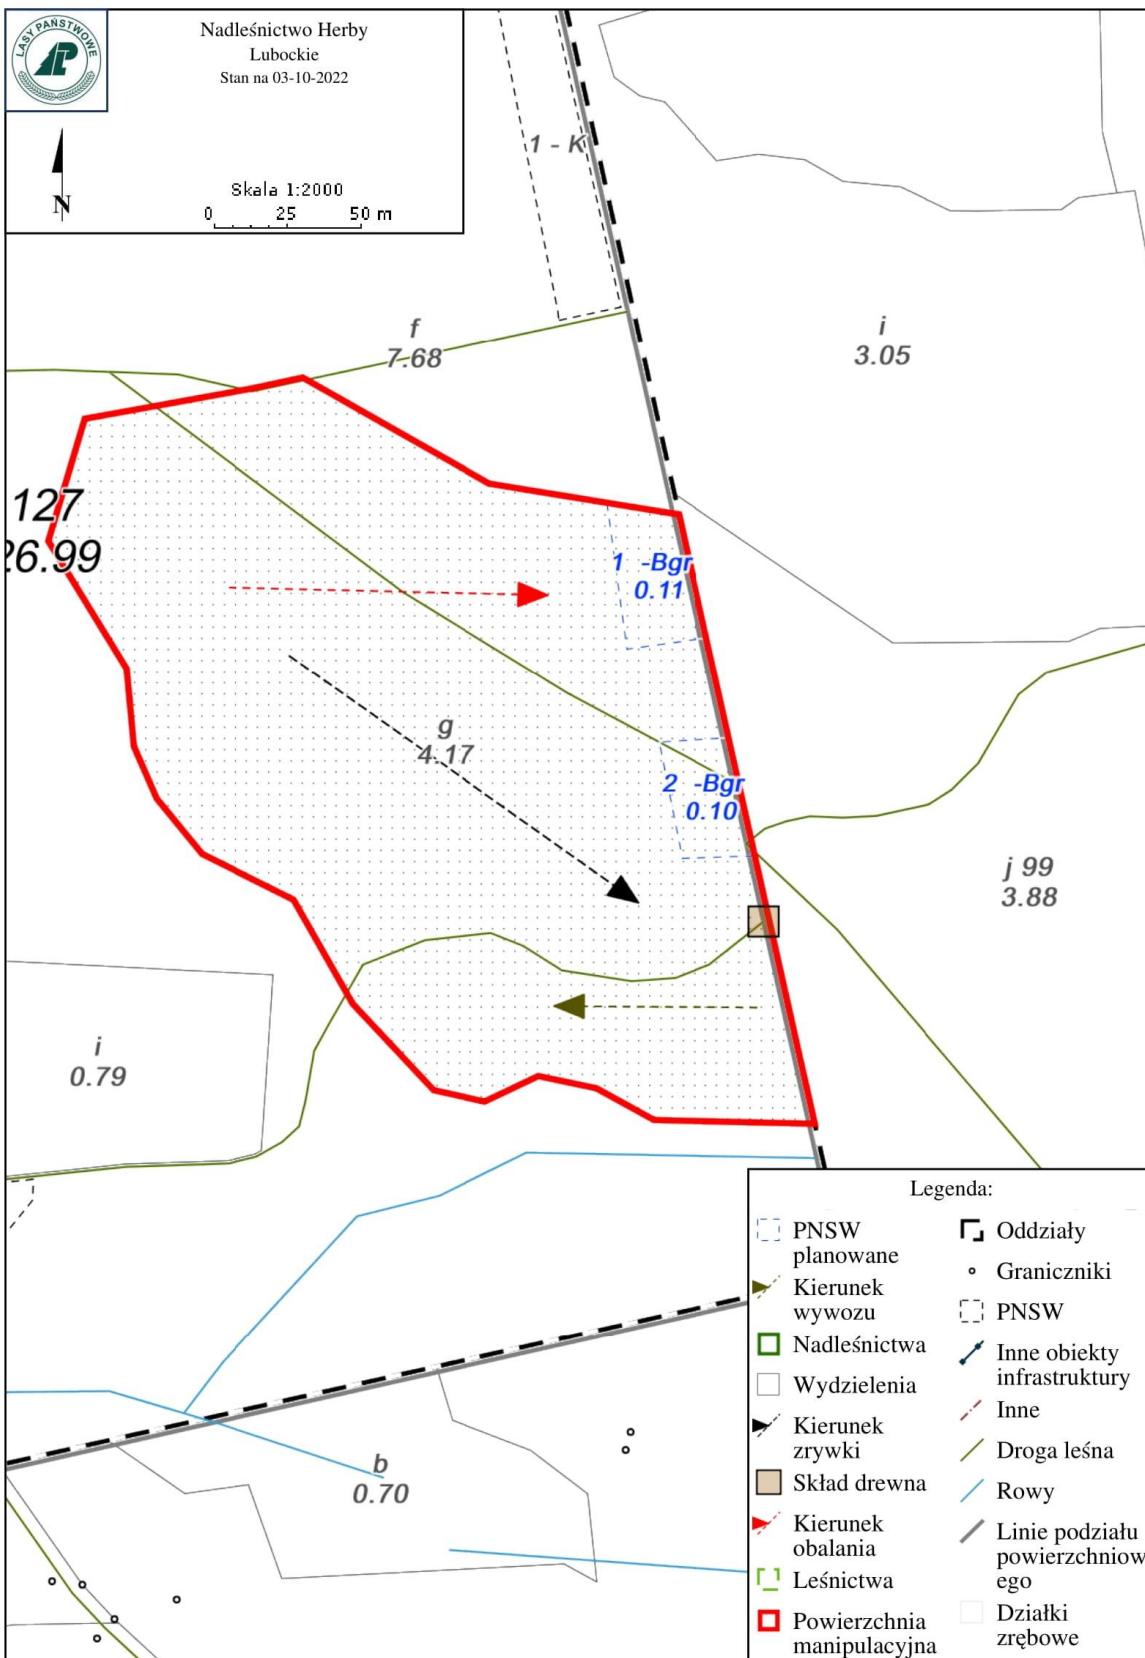 LASY PAŃSTWOWE
Nadleśnictwo Herby
Lubockie
Stan na 03-10-2022
N
Skala 1:2000
0 25 50 m
1 - K
f
7.68
i
3.05
127
26.99
1 -Bgr
0.11
g
4.17
2 -Bgr
0.10
j 99
3.88
i
0.79
b
0.70
Legenda:
PNSW
planowane
Kierunek
wywozu
Nadleśnictwa
Wydzielenia
Kierunek
zrywki
Skład drewna
Kierunek
obalania
Leśnictwa
Powierzchnia
manipulacyjna
Oddziały
Graniczniki
PNSW
Inne obiekty
infrastruktury
Inne
Droga leśna
Rowy
Linie podziału
powierzchniow
ego
Działki
zrębowe